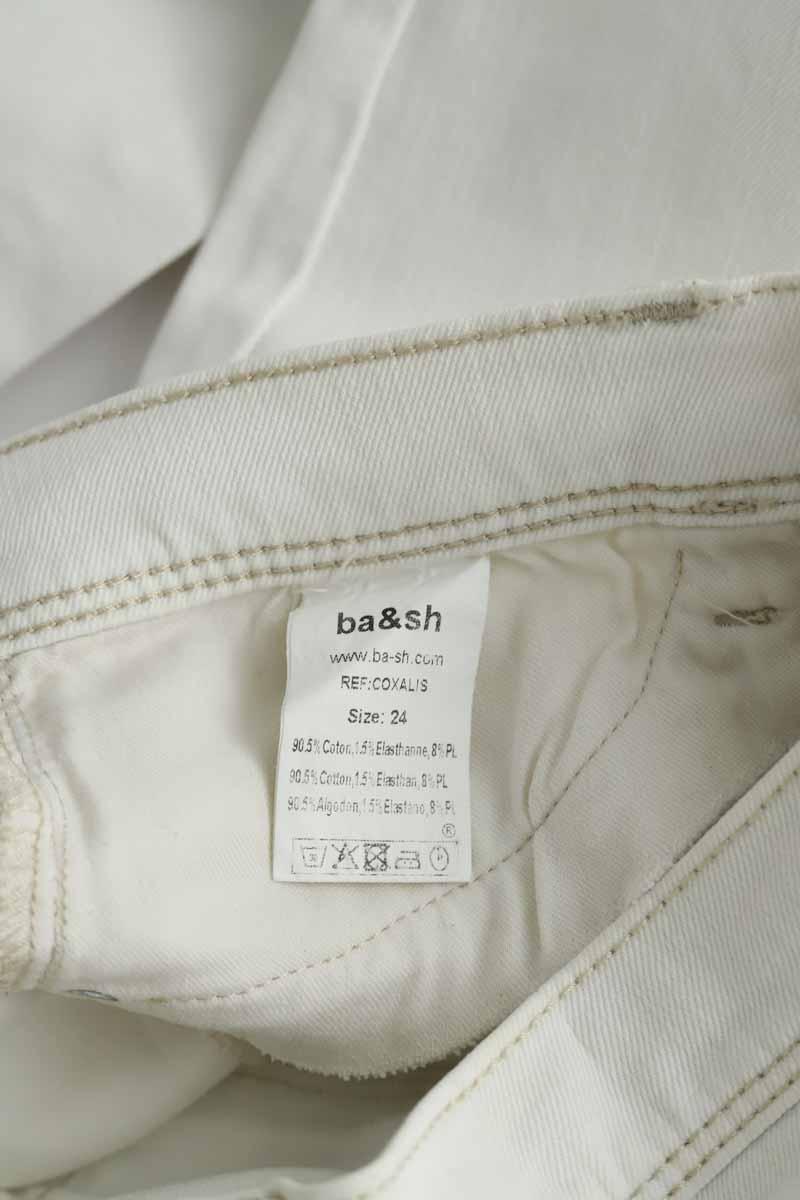 ba&sh
www.ba-sh.com
REF:COXALIS
Size: 24
90.5% Coton,1.5% Elasthanne,8% PL
90.5% Cotton,1.5% Elasthan,8% PL
90.5% Algodon,1.5% Elastano,8% PL
®
30 P